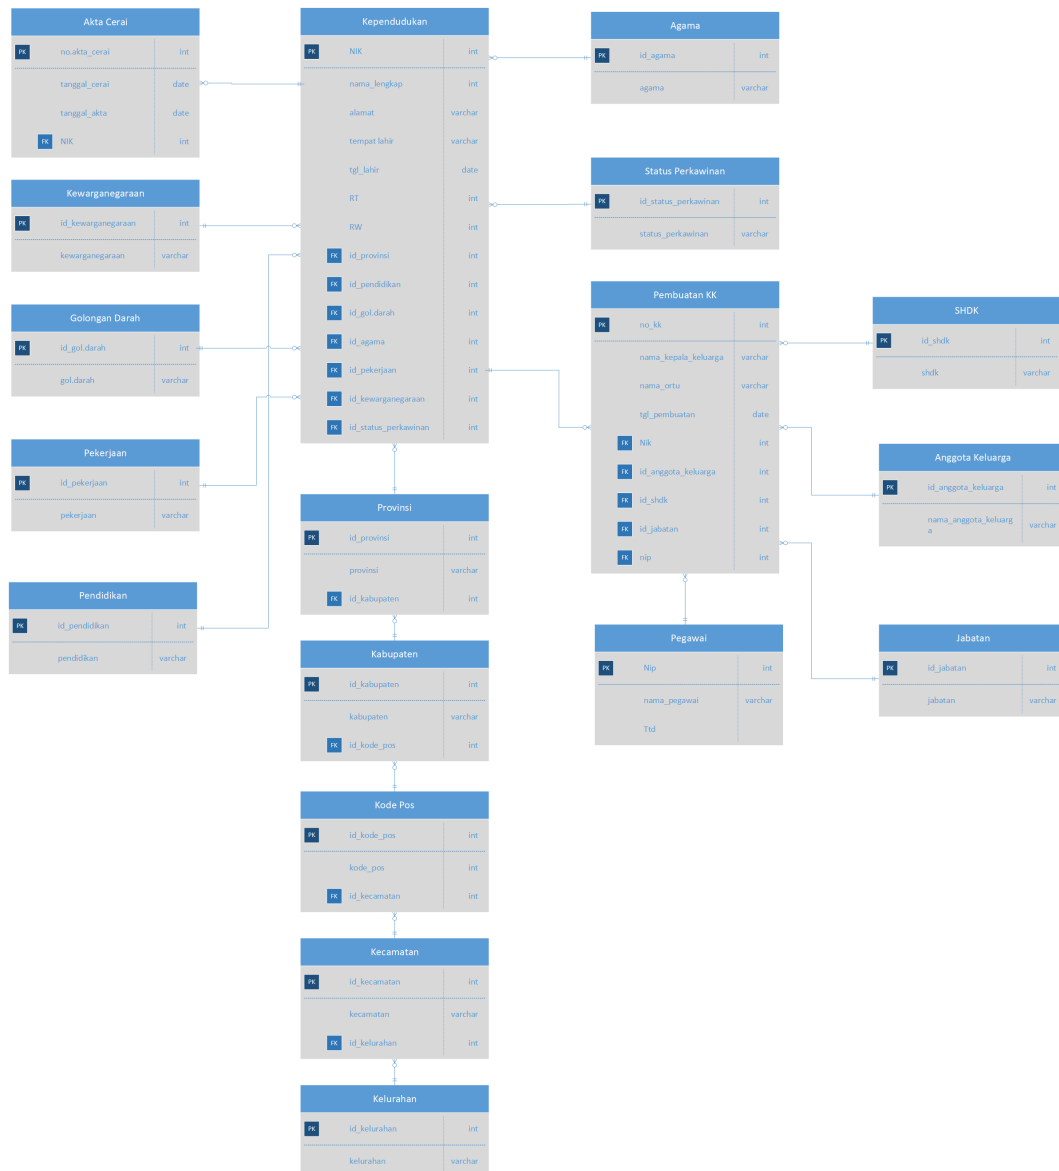 Akta Cerai
PK no.akta_cerai int
tanggal_cerai date
tanggal_akta date
FK NIK int
Kewarganegaraan
PK id_kewarganegaraan int
kewarganegaraan varchar
Golongan Darah
PK id_gol.darah int
gol.darah varchar
Pekerjaan
PK id_pekerjaan int
pekerjaan varchar
Pendidikan
PK id_pendidikan int
pendidikan varchar
Kependudukan
PK NIK int
nama_lengkap int
alamat varchar
tempat lahir varchar
tgl_lahir date
RT int
RW int
FK id_provinsi int
FK id_pendidikan int
FK id_gol.darah int
FK id_agama int
FK id_pekerjaan int
FK id_kewarganegaraan int
FK id_status_perkawinan int
Provinsi
PK id_provinsi int
provinsi varchar
FK id_kabupaten int
Kabupaten
PK id_kabupaten int
kabupaten varchar
FK id_kode_pos int
Kode Pos
PK id_kode_pos int
kode_pos int
FK id_kecamatan int
Kecamatan
PK id_kecamatan int
kecamatan varchar
FK id_kelurahan int
Kelurahan
PK id_kelurahan int
kelurahan varchar
Agama
PK id_agama int
agama varchar
Status Perkawinan
PK id_status_perkawinan int
status_perkawinan varchar
Pembuatan KK
PK no_kk int
nama_kepala_keluarga varchar
nama_ortu varchar
tgl_pembuatan date
FK Nik Int
FK id_anggota_keluarga int
FK id_shdk int
FK id_jabatan int
FK nip int
Pegawai
PK Nip int
nama_pegawai varchar
Ttd
SHDK
PK id_shdk int
shdk varchar
Anggota Keluarga
PK id_anggota_keluarga int
nama_anggota_keluarg varchar
a
Jabatan
PK id_jabatan int
jabatan varchar